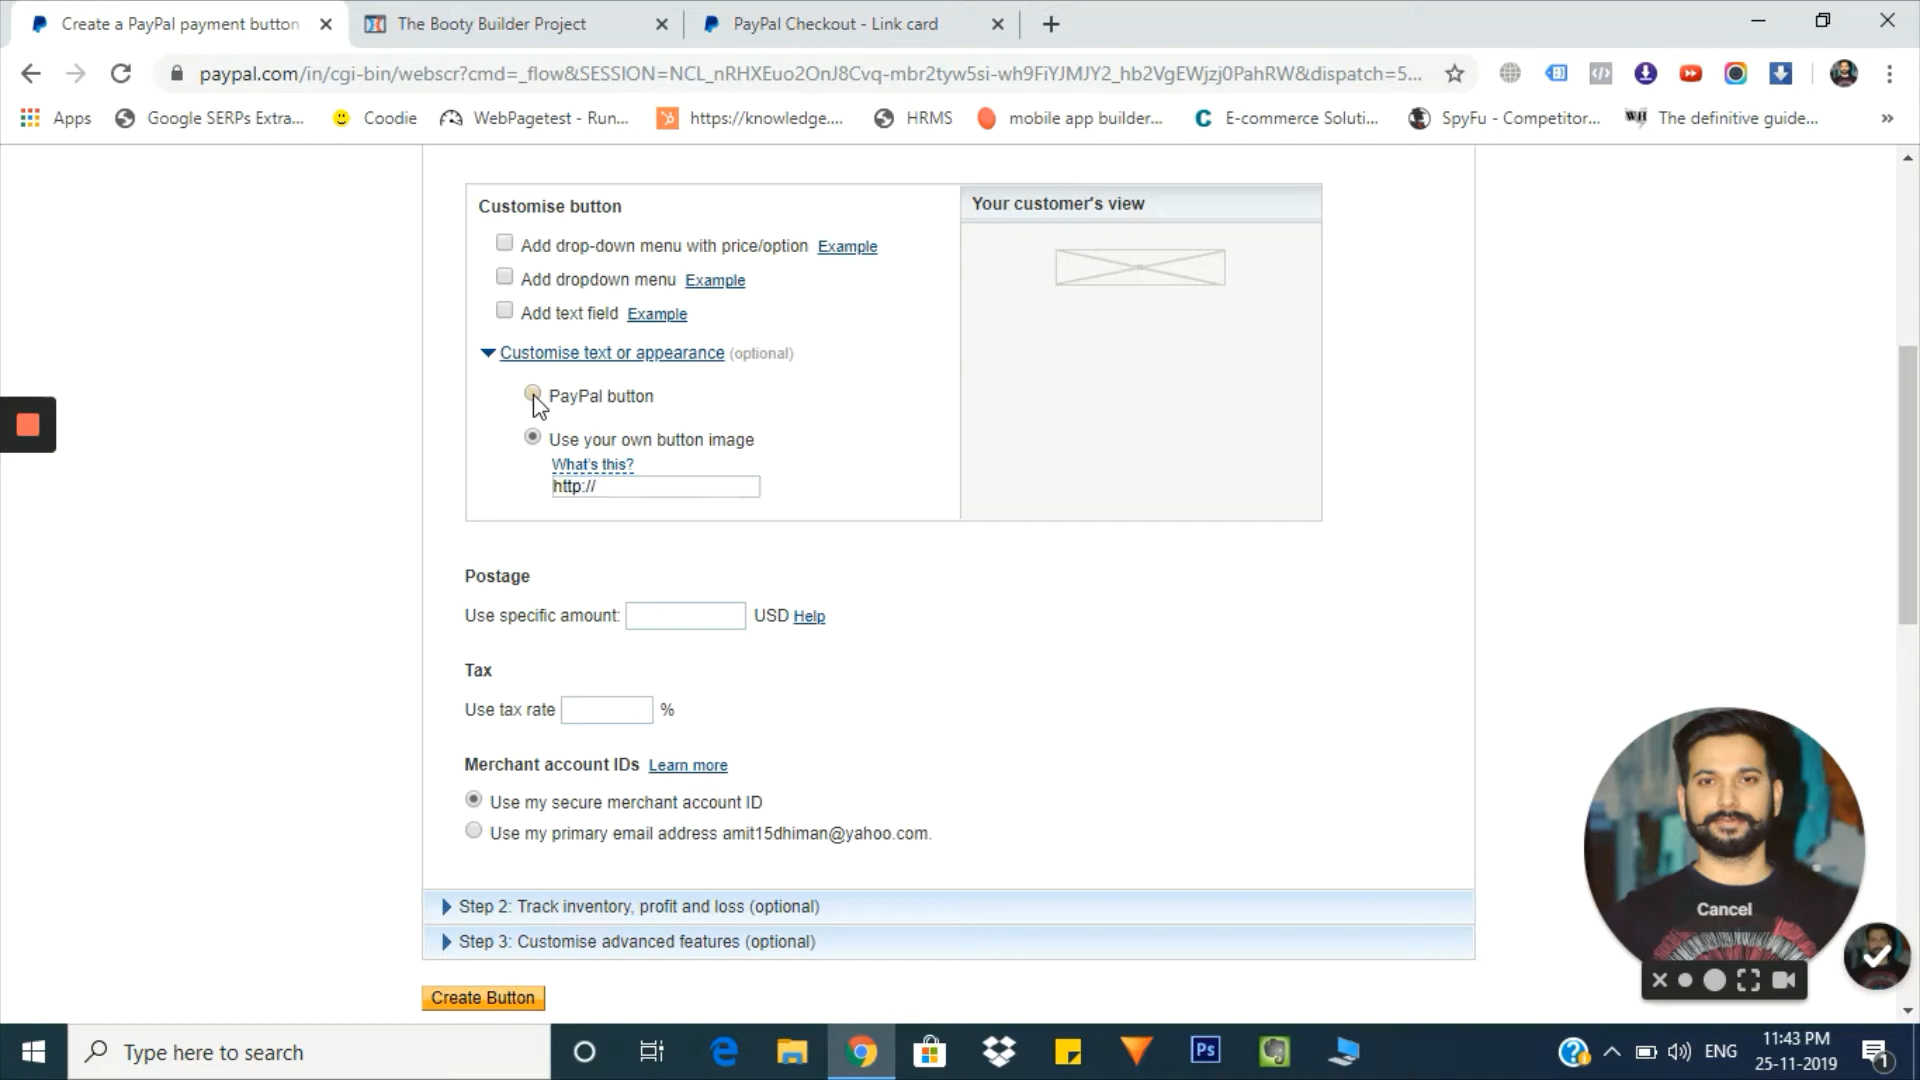 Create a PayPal payment button
The Booty Builder Project
PayPal Checkout - Link card
paypal.com/in/cgi-bin/webscr?cmd=_flow&SESSION=NCL_nRHXEuo2OnJ8Cvq-mbr2tyw5si-wh9FiYJMJY2_hb2VgEWjzj0PahRW&dispatch=5...
Apps
Google SERPs Extra...
Coodie
WebPagetest - Run...
https://knowledge....
HRMS
mobile app builder...
E-commerce Soluti...
SpyFu - Competitor...
The definitive guide...
»
Customise button
Your customer's view
Add drop-down menu with price/option Example
Add dropdown menu Example
Add text field Example
Customise text or appearance (optional)
PayPal button
Use your own button image
What's this?
http://
Postage
Use specific amount: USD Help
Tax
Use tax rate %
Merchant account IDs Learn more
Use my secure merchant account ID
Use my primary email address amit15dhiman@yahoo.com.
Step 2: Track inventory, profit and loss (optional)
Step 3: Customise advanced features (optional)
Create Button
Cancel
Type here to search
Ps
ENG
11:43 PM
25-11-2019
1